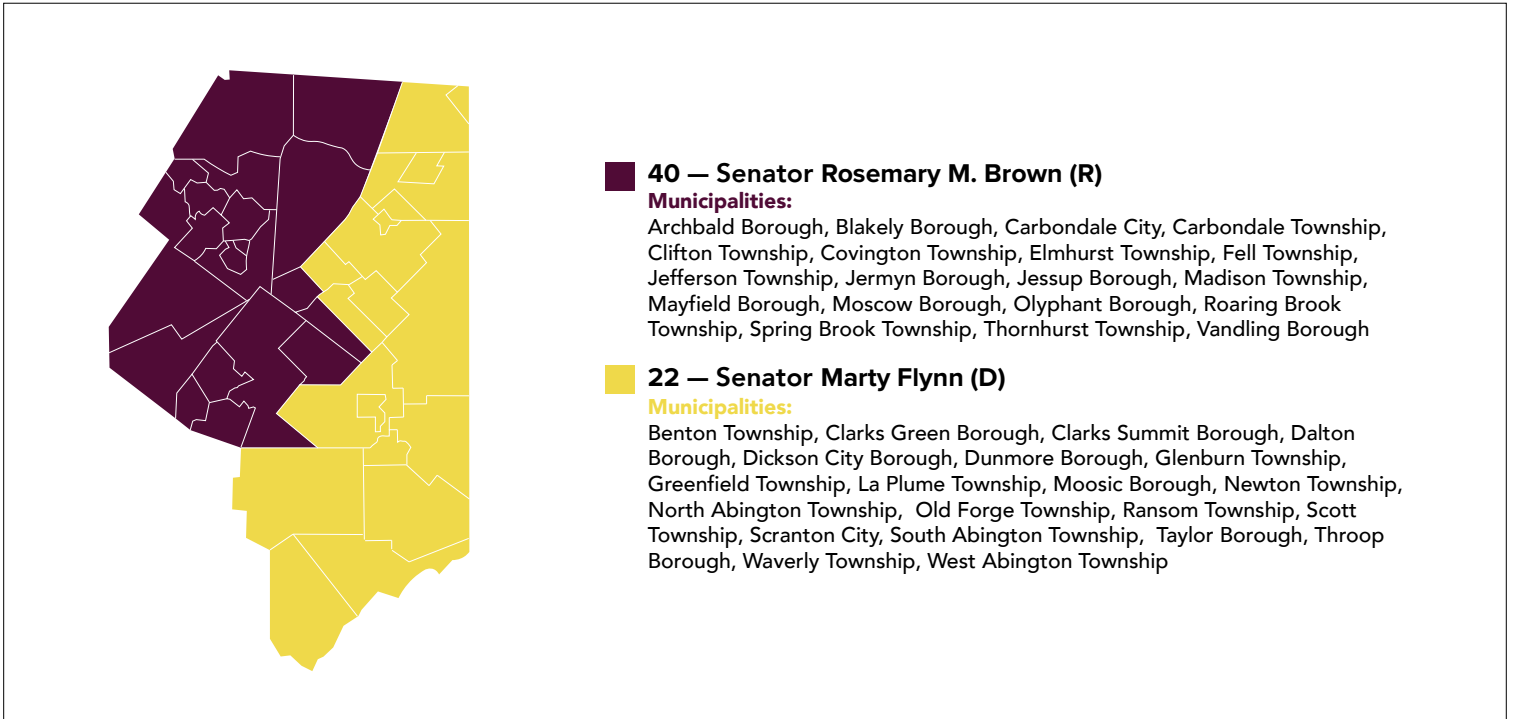 40 — Senator Rosemary M. Brown (R)
Municipalities:
Archbald Borough, Blakely Borough, Carbondale City, Carbondale Township,
Clifton Township, Covington Township, Elmhurst Township, Fell Township,
Jefferson Township, Jermyn Borough, Jessup Borough, Madison Township,
Mayfield Borough, Moscow Borough, Olyphant Borough, Roaring Brook
Township, Spring Brook Township, Thornhurst Township, Vandling Borough
22 — Senator Marty Flynn (D)
Municipalities:
Benton Township, Clarks Green Borough, Clarks Summit Borough, Dalton
Borough, Dickson City Borough, Dunmore Borough, Glenburn Township,
Greenfield Township, La Plume Township, Moosic Borough, Newton Township,
North Abington Township,  Old Forge Township, Ransom Township, Scott
Township, Scranton City, South Abington Township,  Taylor Borough, Throop
Borough, Waverly Township, West Abington Township